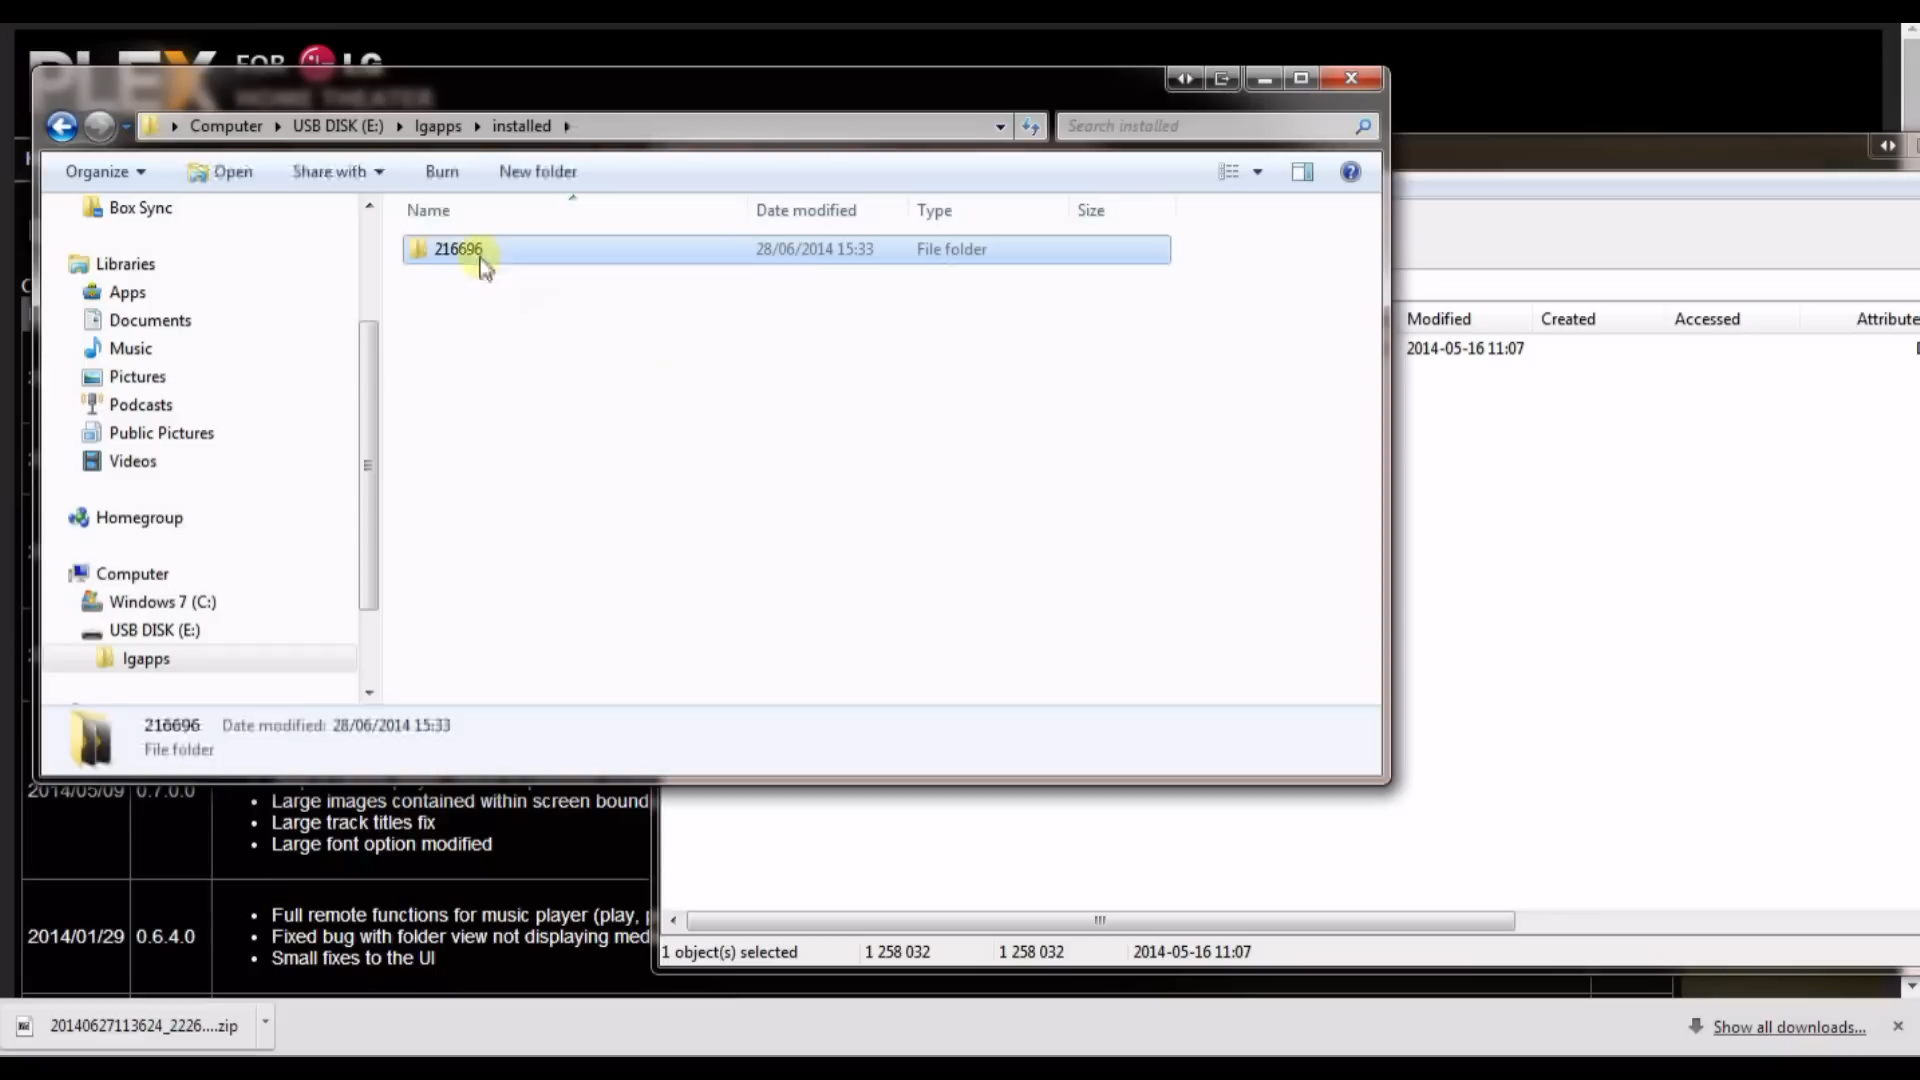 PLEX FOR LG
HOME THEATER
Computer USB DISK (E:) lgapps installed
Search installed
Organize Open Share with Burn New folder
Name Date modified Type Size
216696 28/06/2014 15:33 File folder
Box Sync
Libraries
Apps
Documents
Music
Pictures
Podcasts
Public Pictures
Videos
Homegroup
Computer
Windows 7 (C:)
USB DISK (E:)
lgapps
216696 Date modified: 28/06/2014 15:33
File folder
Modified Created Accessed Attribute
2014-05-16 11:07
2014/05/09 0.7.0.0
• Large images contained within screen bound
• Large track titles fix
• Large font option modified
2014/01/29 0.6.4.0
• Full remote functions for music player (play,
• Fixed bug with folder view not displaying med
• Small fixes to the UI
1 object(s) selected 1 258 032 1 258 032 2014-05-16 11:07
20140627113624_2226....zip
Show all downloads...